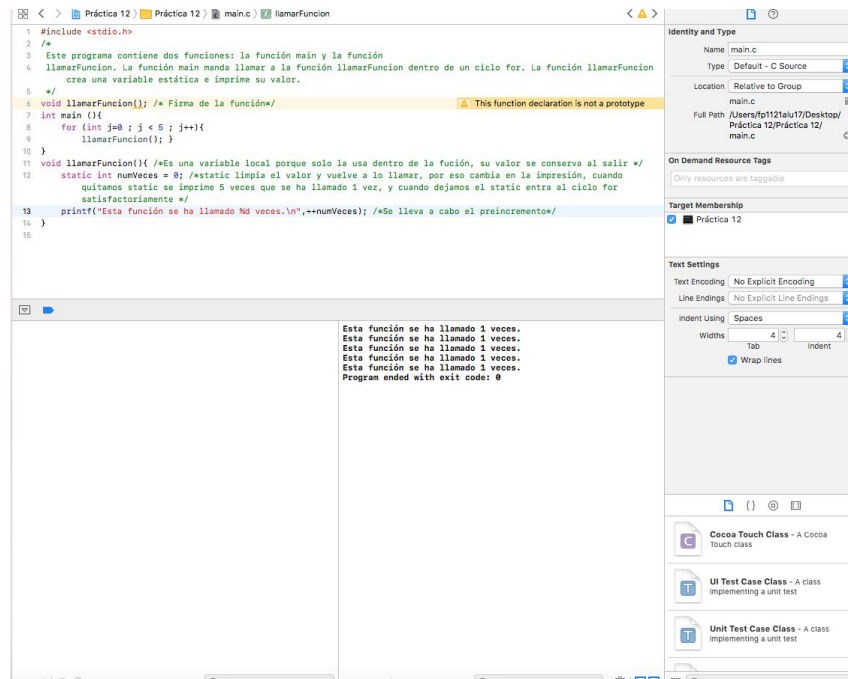 Práctica 12 Práctica 12 main.c llamarFuncion
1 #include <stdio.h>
2 /*
3 Este programa contiene dos funciones: la función main y la función
4 llamarFuncion. La función main manda llamar a la función llamarFuncion dentro de un ciclo for. La función llamarFuncion
crea una variable estática e imprime su valor.
5 */
6 void llamarFuncion(); /* Firma de la función*/
This function declaration is not a prototype
7 int main (){
8 for (int j=0 ; j < 5 ; j++){
9 llamarFuncion(); }
10 }
11 void llamarFuncion(){ /*Es una variable local porque solo la usa dentro de la fución, su valor se conserva al salir */
12 static int numVeces = 0; /*static limpia el valor y vuelve a lo llamar, por eso cambia en la impresión, cuando
quitamos static se imprime 5 veces que se ha llamado 1 vez, y cuando dejamos el static entra al ciclo for
satisfactoriamente */
13 printf("Esta función se ha llamado %d veces.\n",++numVeces); /*Se lleva a cabo el preincremento*/
14 }
15
Esta función se ha llamado 1 veces.
Esta función se ha llamado 1 veces.
Esta función se ha llamado 1 veces.
Esta función se ha llamado 1 veces.
Esta función se ha llamado 1 veces.
Program ended with exit code: 0
Identity and Type
Name main.c
Type Default - C Source
Location Relative to Group
main.c
Full Path /Users/fp1121alu17/Desktop/
Práctica 12/Práctica 12/
main.c
On Demand Resource Tags
Only resources are taggable
Target Membership
Práctica 12
Text Settings
Text Encoding No Explicit Encoding
Line Endings No Explicit Line Endings
Indent Using Spaces
Widths 4 4
Tab Indent
Wrap lines
{}
C
Cocoa Touch Class - A Cocoa
Touch class
T
UI Test Case Class - A class
implementing a unit test
T
Unit Test Case Class - A class
implementing a unit test